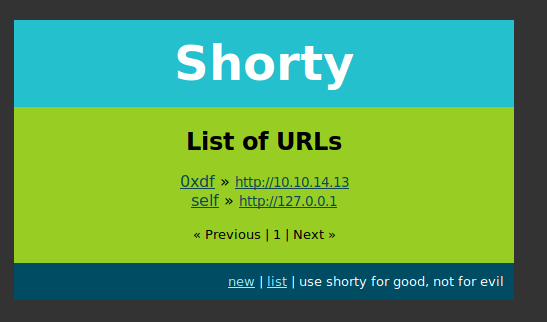 Shorty
List of URLs
0xdf » http://10.10.14.13
self » http://127.0.0.1
« Previous | 1 | Next »
new | list | use shorty for good, not for evil